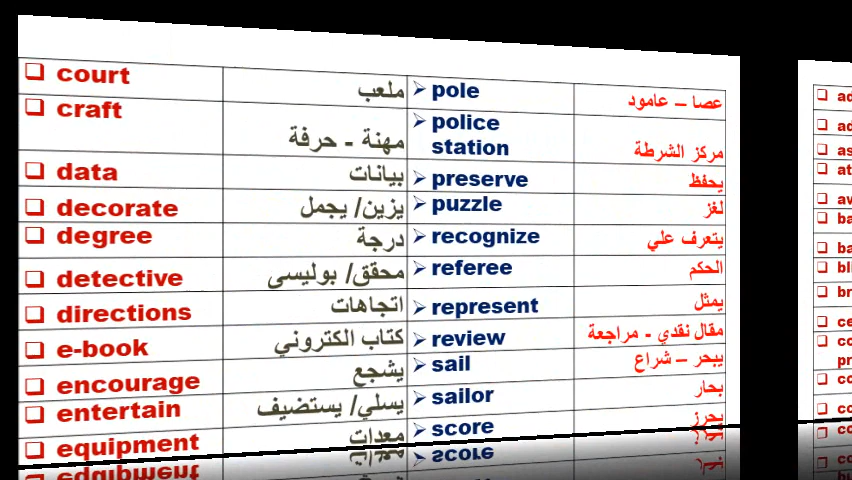 court ملعب pole عصا – عامود
craft مهنة - حرفة police station مركز الشرطة
data بيانات preserve يحفظ
decorate يزين/ يجمل puzzle لغز
degree درجة recognize يتعرف علي
detective محقق/ بوليسى referee الحكم
directions اتجاهات represent يمثل
e-book كتاب الكتروني review مقال نقدي - مراجعة
encourage يشجع sail يبحر – شراع
entertain يسلي/ يستضيف sailor بحار
equipment معدات score يحرز